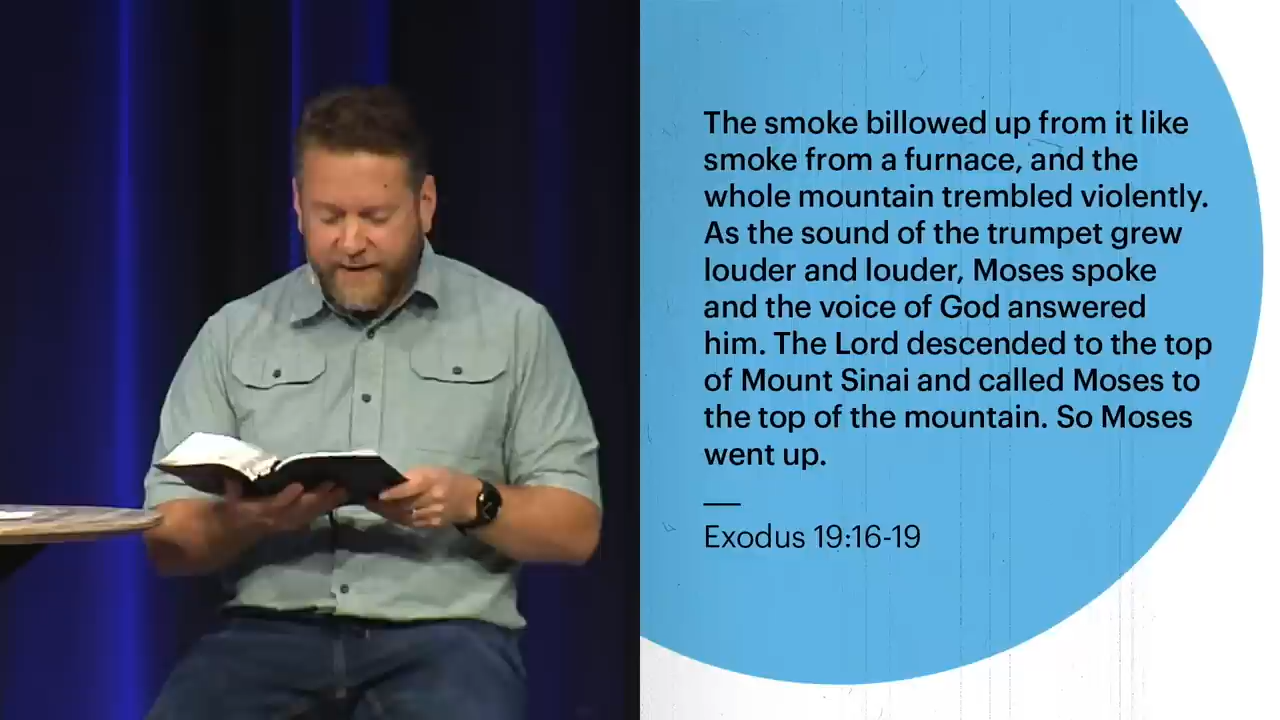 The smoke billowed up from it like
smoke from a furnace, and the
whole mountain trembled violently.
As the sound of the trumpet grew
louder and louder, Moses spoke
and the voice of God answered
him. The Lord descended to the top
of Mount Sinai and called Moses to
the top of the mountain. So Moses
went up.
Exodus 19:16-19